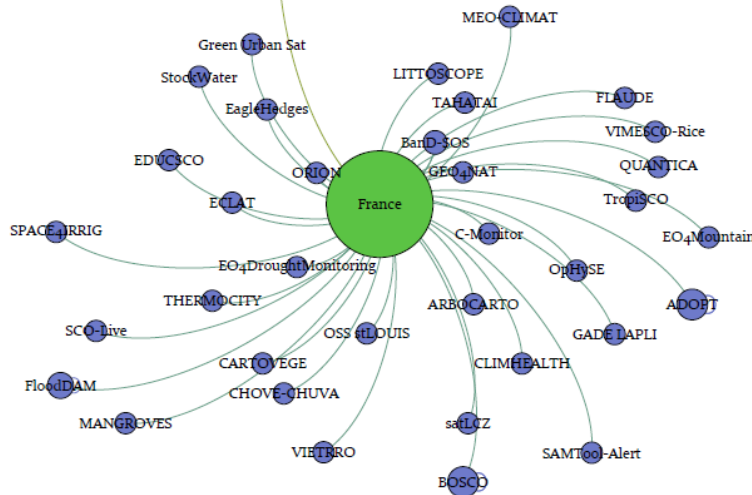 MEO-CLIMAT
Green Urban Sat
LITTOSCOPE
StockWater
FLAUDE
TAHATAI
EagleHedges
VIMESCO-Rice
BanD-SOS
EDUCSCO
QUANTICA
ORION
GEO4NAT
ECLAT
France
TropiSCO
SPACE4IRRIG
C-Monitor
EO4Mountain
EO4DroughtMonitoring
OpHySE
THERMOCITY
ARBOCARTO
ADOPT
SCO-Live
OSS stLOUIS
GADE LAPLI
CARTOVEGE
CLIMHEALTH
FloodDAM
CHOVE-CHUVA
MANGROVES
satLCZ
VIETRRO
SAMTool-Alert
BOSCO